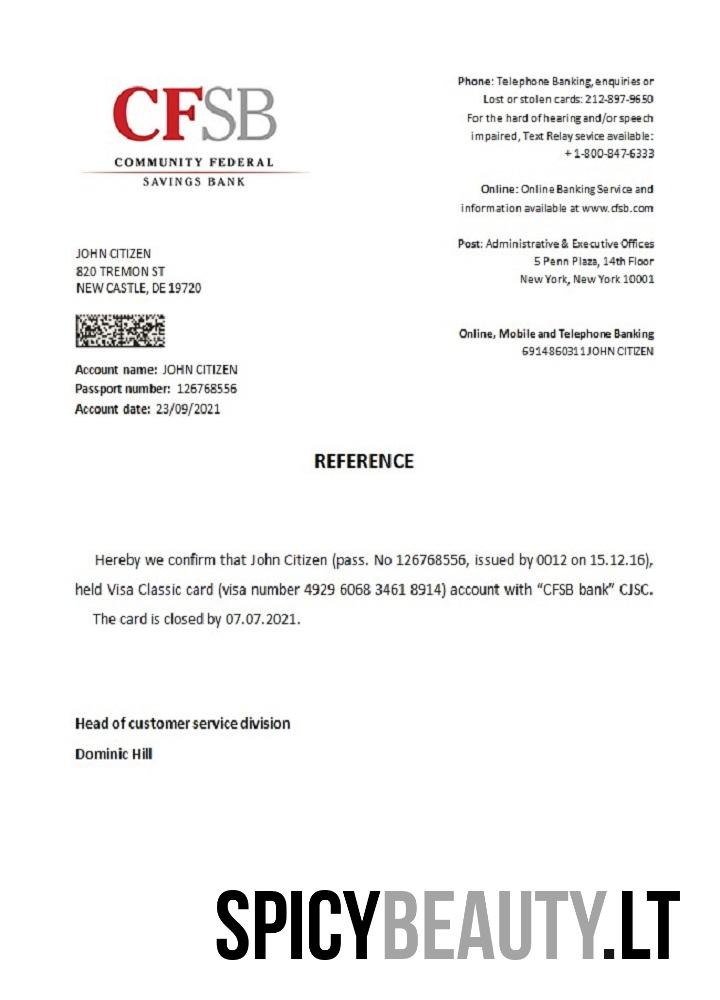 CFSB
COMMUNITY FEDERAL
SAVINGS BANK
Phone: Telephone Banking, enquiries or
Lost or stolen cards: 212-897-9650
For the hard of hearing and/or speech
impaired, Text Relay sevice available:
+ 1-800-847-6333
Online: Online Banking Service and
information available at www.cfsb.com
Post: Administrative & Executive Offices
5 Penn Plaza, 14th Floor
New York, New York 10001
Online, Mobile and Telephone Banking
6914860311JOHN CITIZEN
JOHN CITIZEN
820 TREMON ST
NEW CASTLE, DE 19720
Account name: JOHN CITIZEN
Passport number: 126768556
Account date: 23/09/2021
REFERENCE
Hereby we confirm that John Citizen (pass. No 126768556, issued by 0012 on 15.12.16),
held Visa Classic card (visa number 4929 6068 3461 8914) account with “CFSB bank” CJSC.
The card is closed by 07.07.2021.
Head of customer service division
Dominic Hill
SPICYBEAUTY.LT